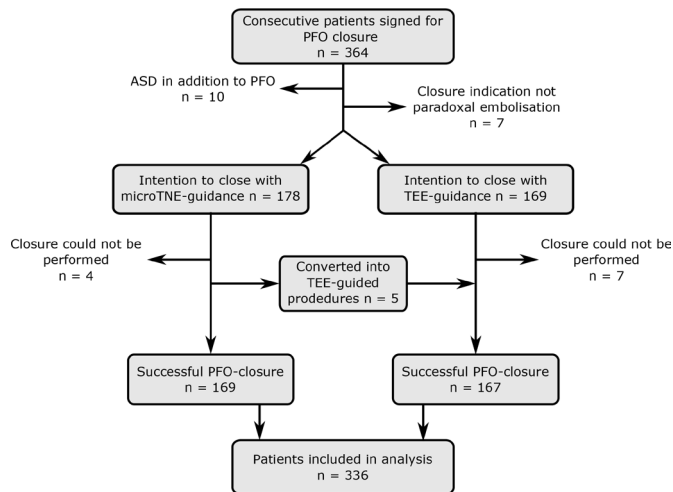 Consecutive patients signed for
PFO closure
n = 364
ASD in addition to PFO
n = 10
Closure indication not
paradoxal embolisation
n = 7
Intention to close with
microTNE-guidance n = 178
Intention to close with
TEE-guidance n = 169
Closure could not be
performed
n = 4
Converted into
TEE-guided
prodedures n = 5
Closure could not be
performed
n = 7
Successful PFO-closure
n = 169
Successful PFO-closure
n = 167
Patients included in analysis
n = 336